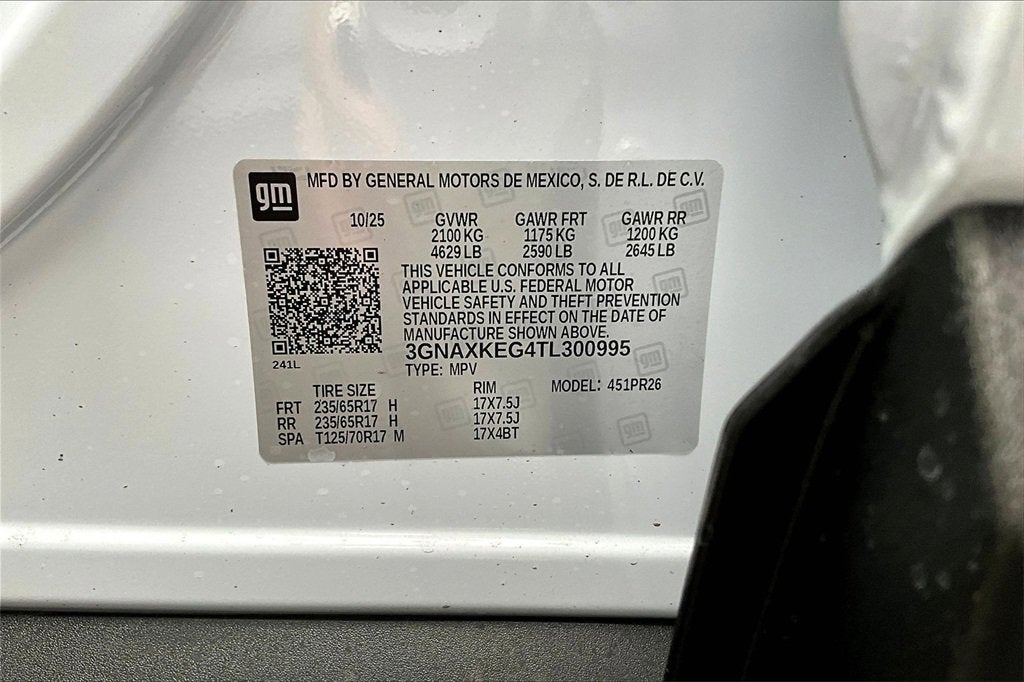 gm MFD BY GENERAL MOTORS DE MEXICO, S. DE R.L. DE C.V.
10/25 GVWR GAWR FRT GAWR RR
2100 KG 1175 KG 1200 KG
4629 LB 2590 LB 2645 LB
THIS VEHICLE CONFORMS TO ALL
APPLICABLE U.S. FEDERAL MOTOR
VEHICLE SAFETY AND THEFT PREVENTION
STANDARDS IN EFFECT ON THE DATE OF
MANUFACTURE SHOWN ABOVE.
3GNAXKEG4TL300995
241L TYPE: MPV
TIRE SIZE RIM MODEL: 451PR26
FRT 235/65R17 H 17X7.5J
RR 235/65R17 H 17X7.5J
SPA T125/70R17 M 17X4BT